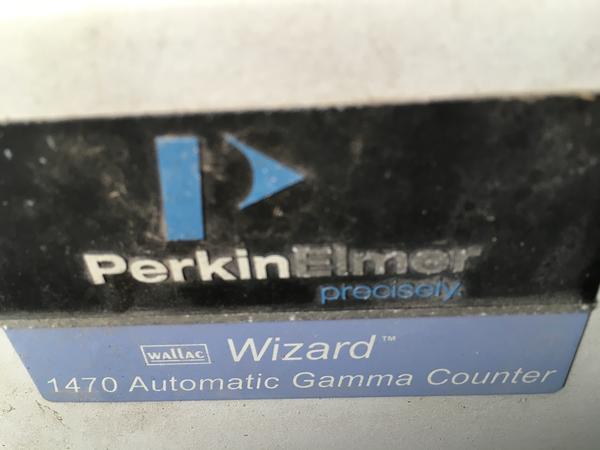 PerkinElmer
precisely.
WALLAC Wizard™
1470 Automatic Gamma Counter